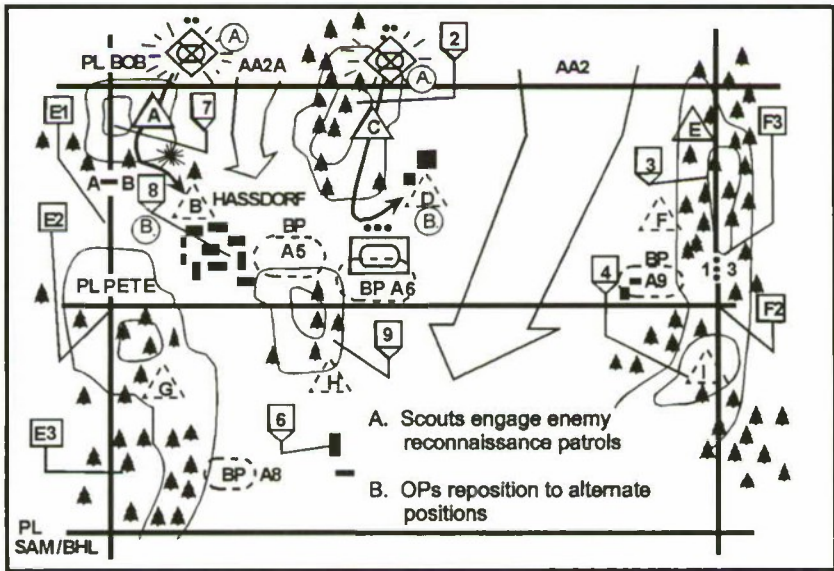 A.
2
A.
PL BOB
AA2A
AA2
E1
A
7
C
E
F3
A B
8
B
HASSDORF
D
3
B.
B.
F
E2
BP
A5
BP
A9
1 3
4
BP A6
PL PETE
F2
9
G
H
I
6
A. Scouts engage enemy
reconnaissance patrols
E3
BP A8
B. OPs reposition to alternate
positions
PL
SAM/BHL